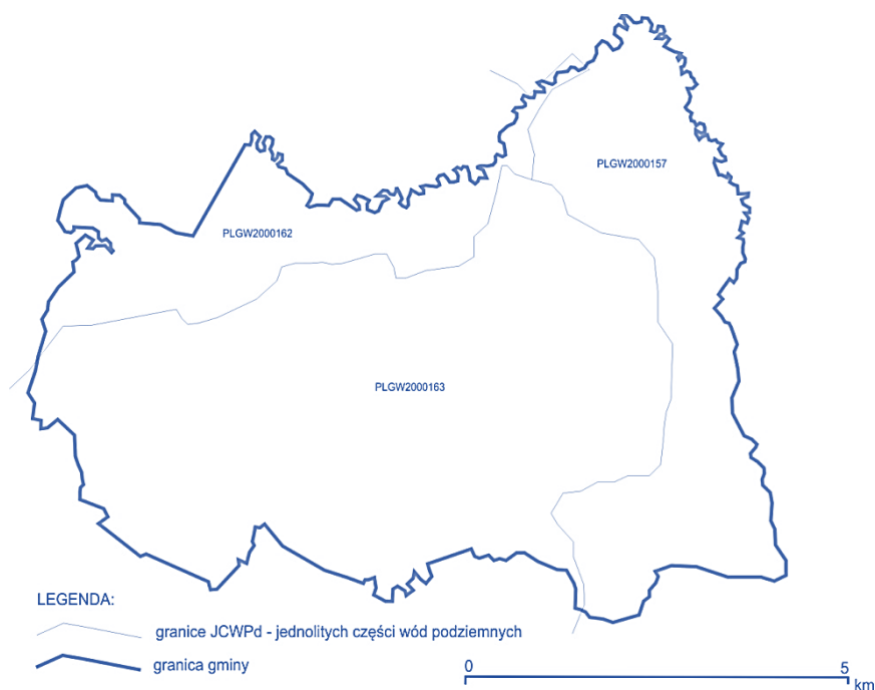 PLGW2000157
PLGW2000162
PLGW2000163
LEGENDA:
granice JCWPd - jednolitych części wód podziemnych
granica gminy
0 5
km